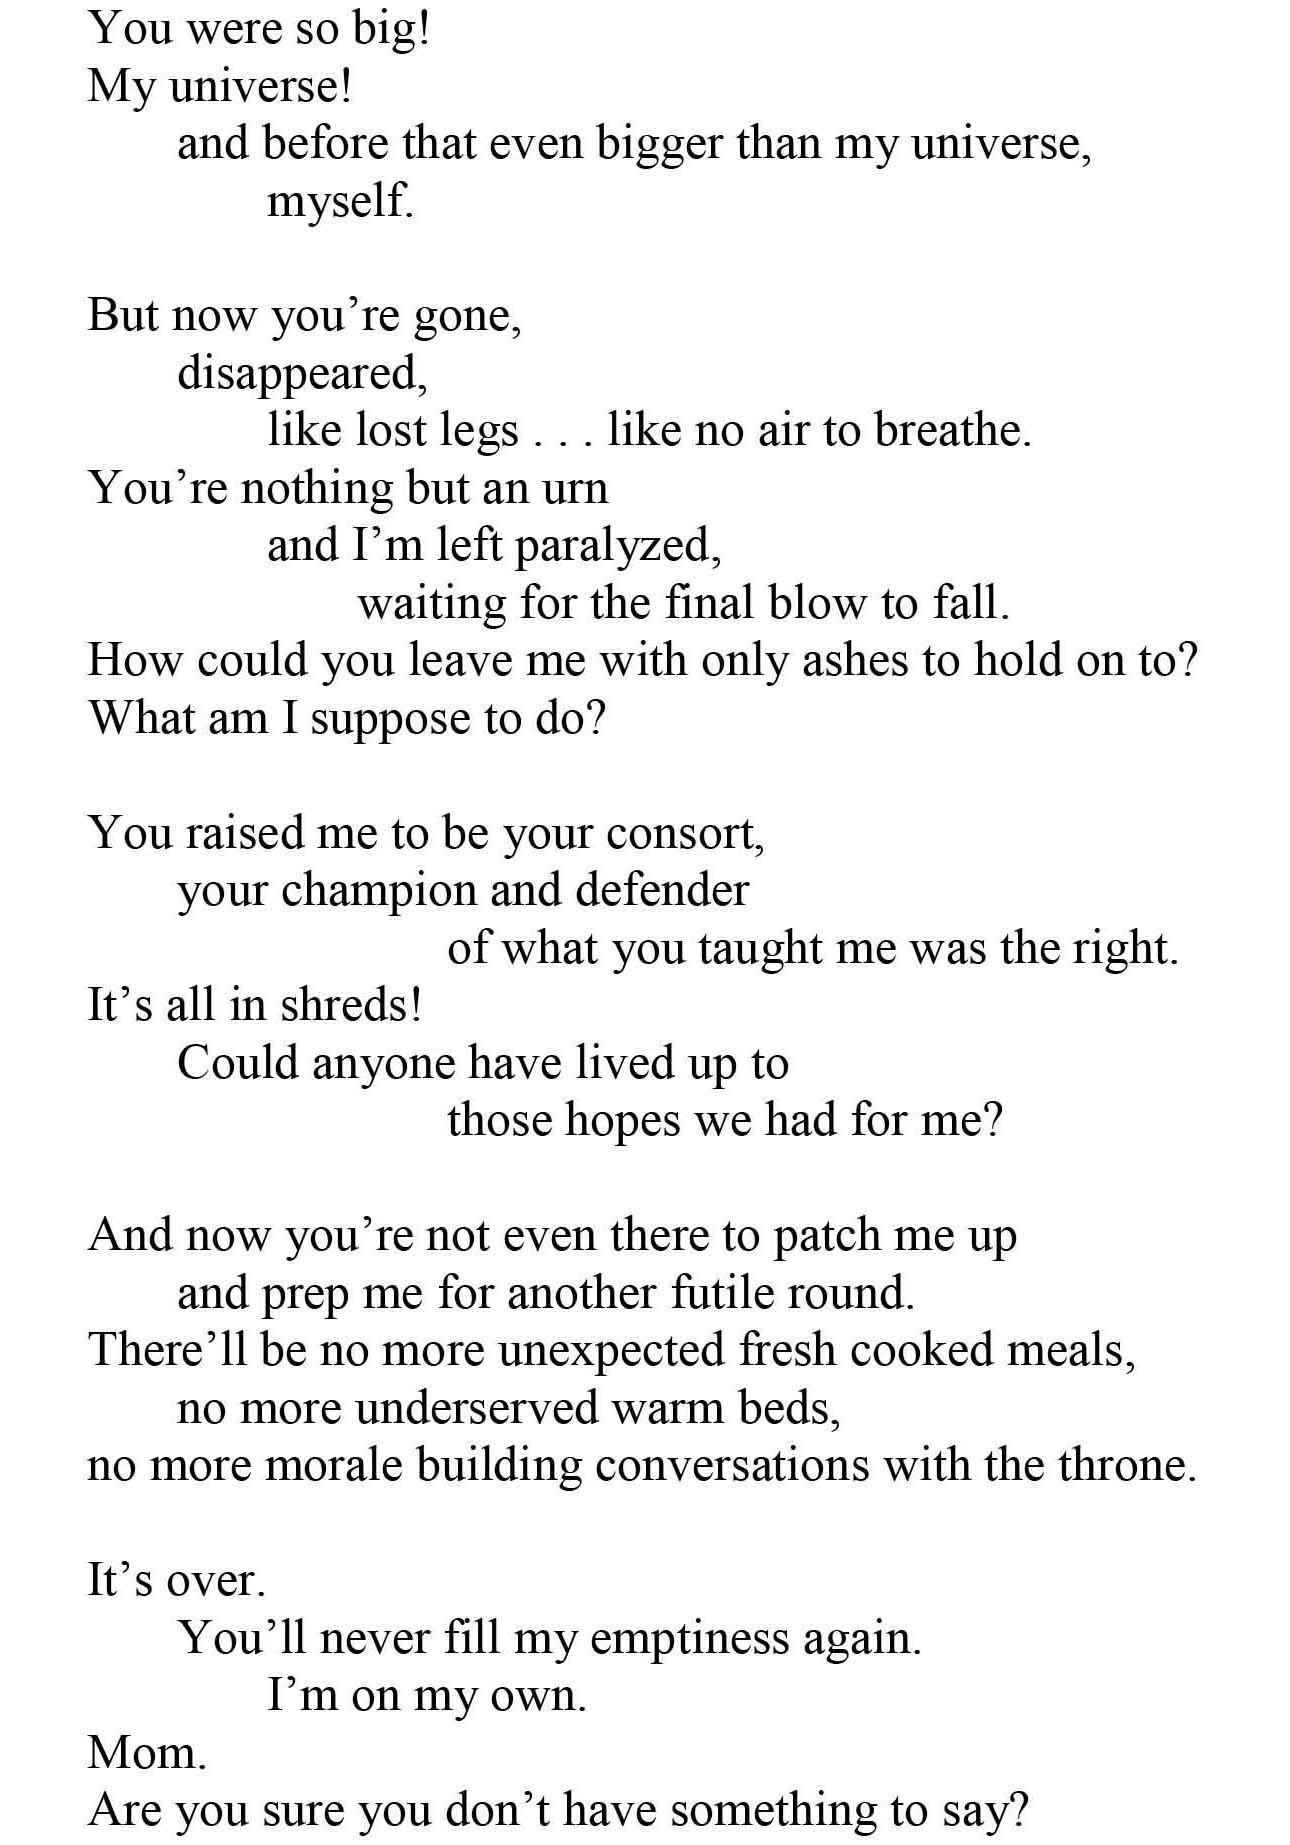 You were so big!
My universe!
and before that even bigger than my universe,
myself.
But now you’re gone,
disappeared,
like lost legs . . . like no air to breathe.
You’re nothing but an urn
and I’m left paralyzed,
waiting for the final blow to fall.
How could you leave me with only ashes to hold on to?
What am I suppose to do?
You raised me to be your consort,
your champion and defender
of what you taught me was the right.
It’s all in shreds!
Could anyone have lived up to
those hopes we had for me?
And now you’re not even there to patch me up
and prep me for another futile round.
There’ll be no more unexpected fresh cooked meals,
no more underserved warm beds,
no more morale building conversations with the throne.
It’s over.
You’ll never fill my emptiness again.
I’m on my own.
Mom.
Are you sure you don’t have something to say?